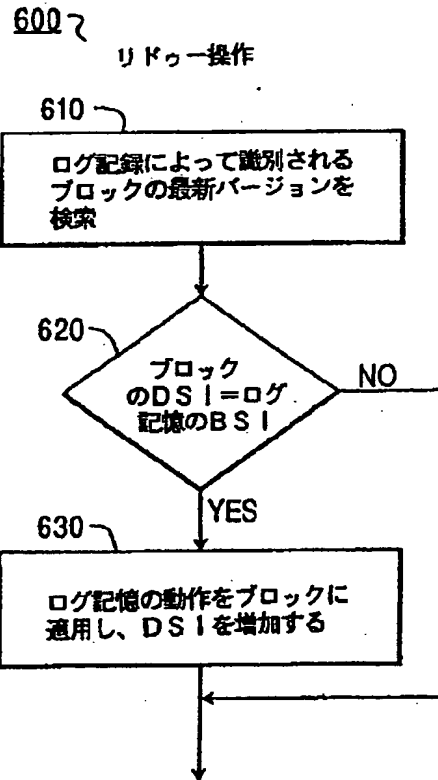 600
リドゥー操作
610
ログ記録によって識別される
ブロックの最新バージョンを
検索
620
ブロック
のDSI=ログ
記憶のBSI
NO
YES
630
ログ記憶の動作をブロックに
適用し、DSIを増加する